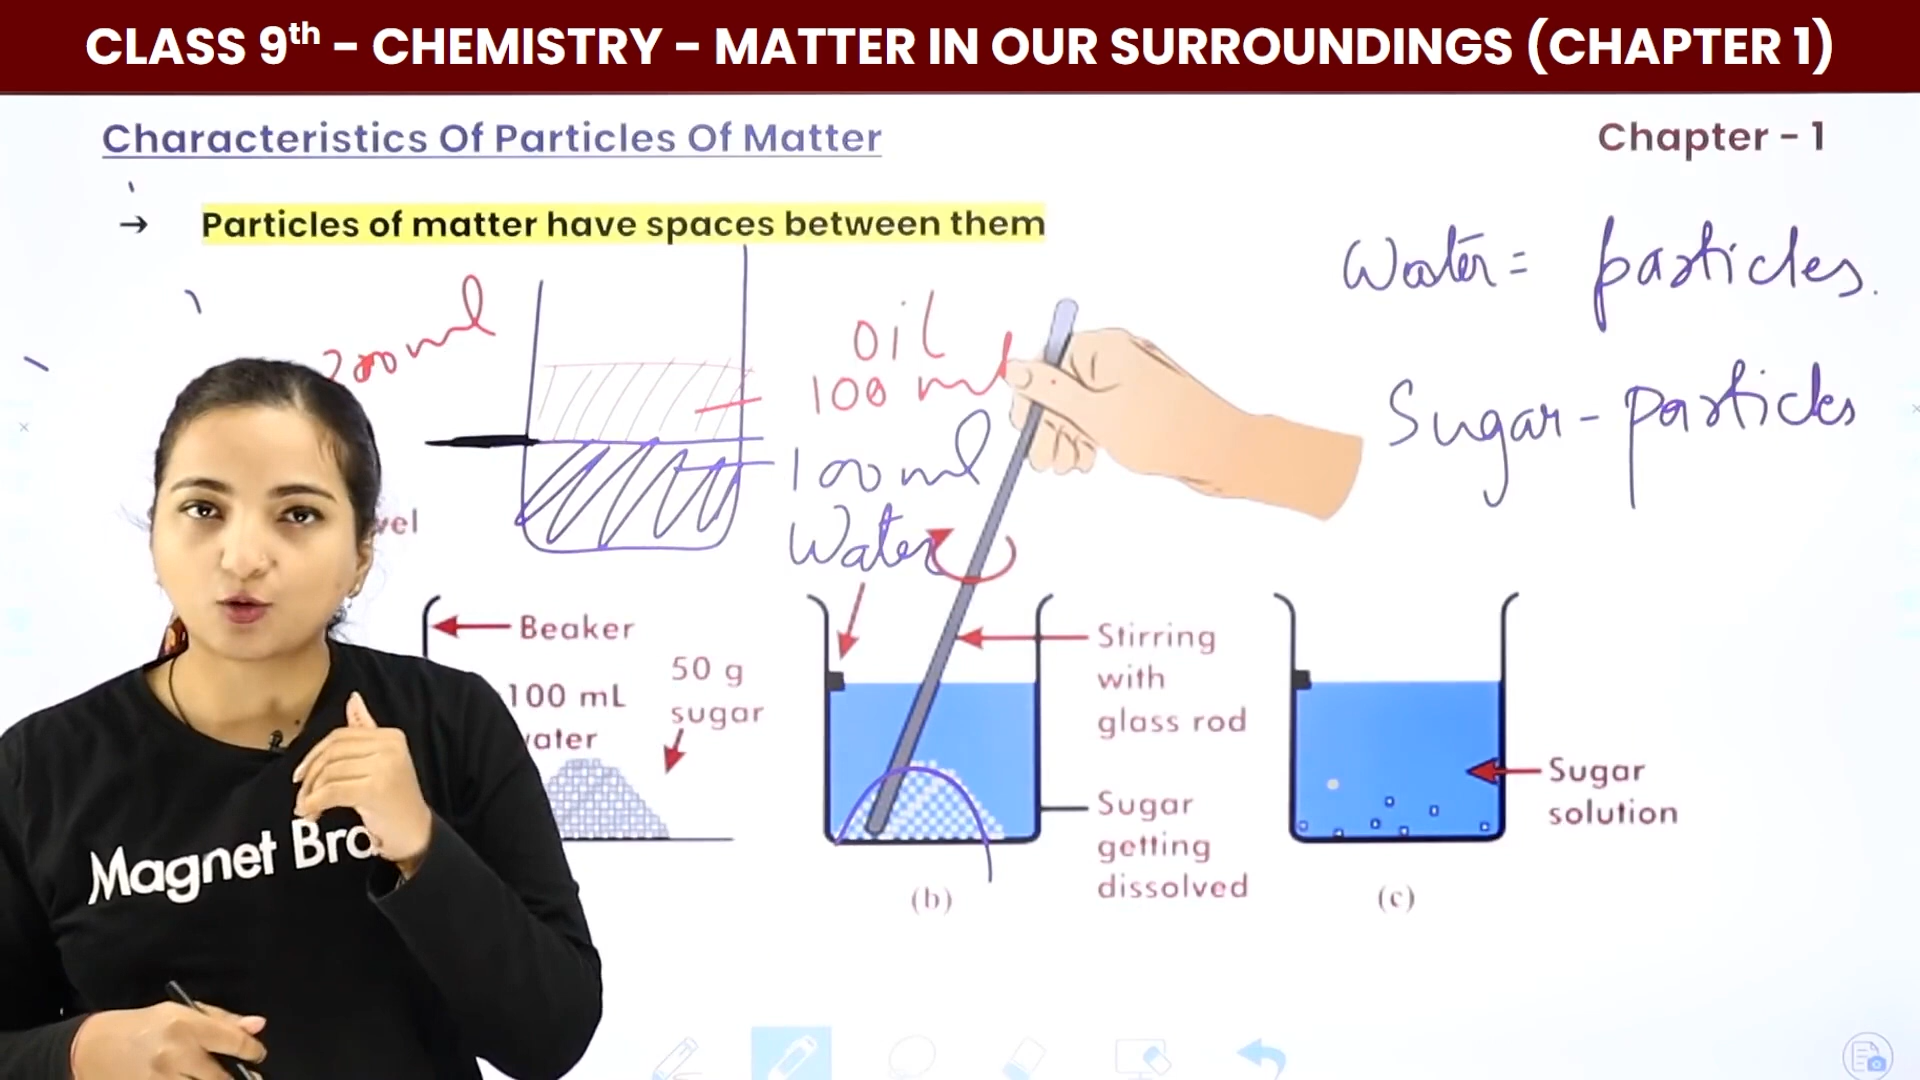 CLASS 9th – CHEMISTRY – MATTER IN OUR SURROUNDINGS (CHAPTER 1)
Characteristics Of Particles Of Matter
Chapter - 1
→ Particles of matter have spaces between them
Water = particles.
Sugar - particles
200 ml
oil
100 ml
100 ml
Water
vel
Beaker
100 mL
ater
50 g
sugar
Stirring
with
glass rod
Sugar
getting
dissolved
(b)
Sugar
solution
(c)
Magnet Bra